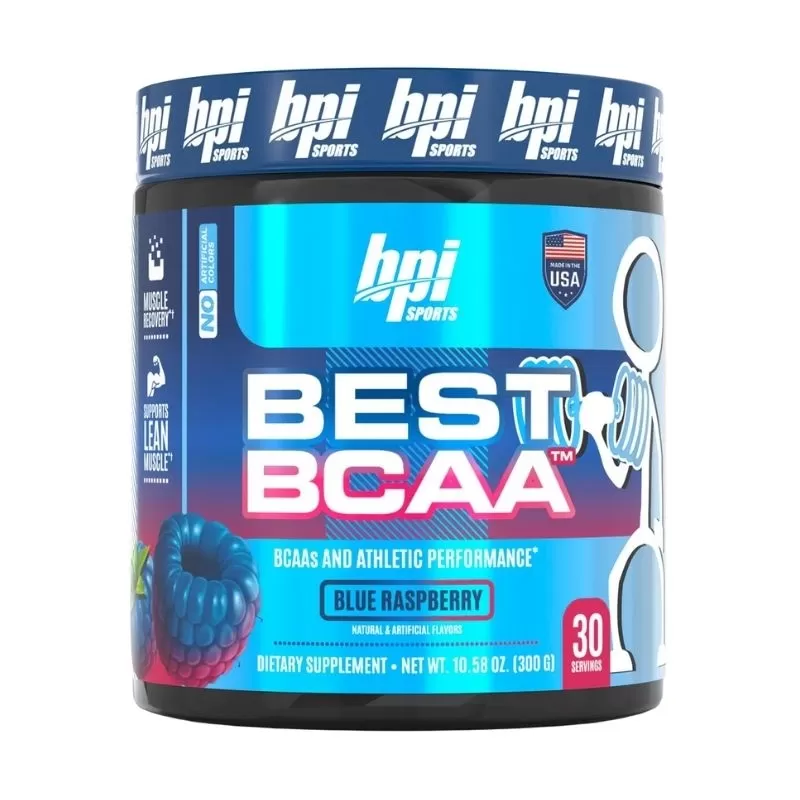 bpi SPORTS bpi SPORTS bpi SPORTS bpi SPORTS bpi SPORTS bpi SPORTS
MUSCLE
RECOVERY*†
SUPPORTS
LEAN
MUSCLE*†
NO ARTIFICIAL
COLORS
bpi
SPORTS
MADE IN THE
USA
BEST
BCAA™
BCAAs AND ATHLETIC PERFORMANCE*
BLUE RASPBERRY
NATURAL & ARTIFICIAL FLAVORS
DIETARY SUPPLEMENT • NET WT. 10.58 OZ. (300 G)
30
SERVINGS